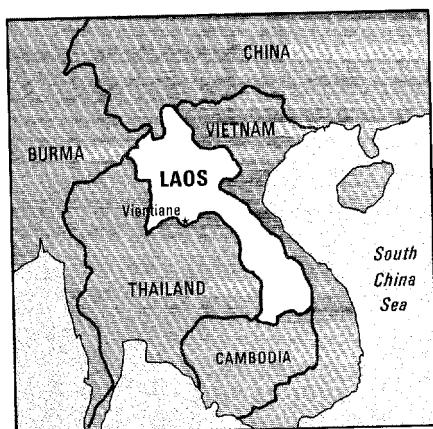 CHINA
VIETNAM
BURMA
LAOS
Vientiane
South
China
Sea
THAILAND
CAMBODIA